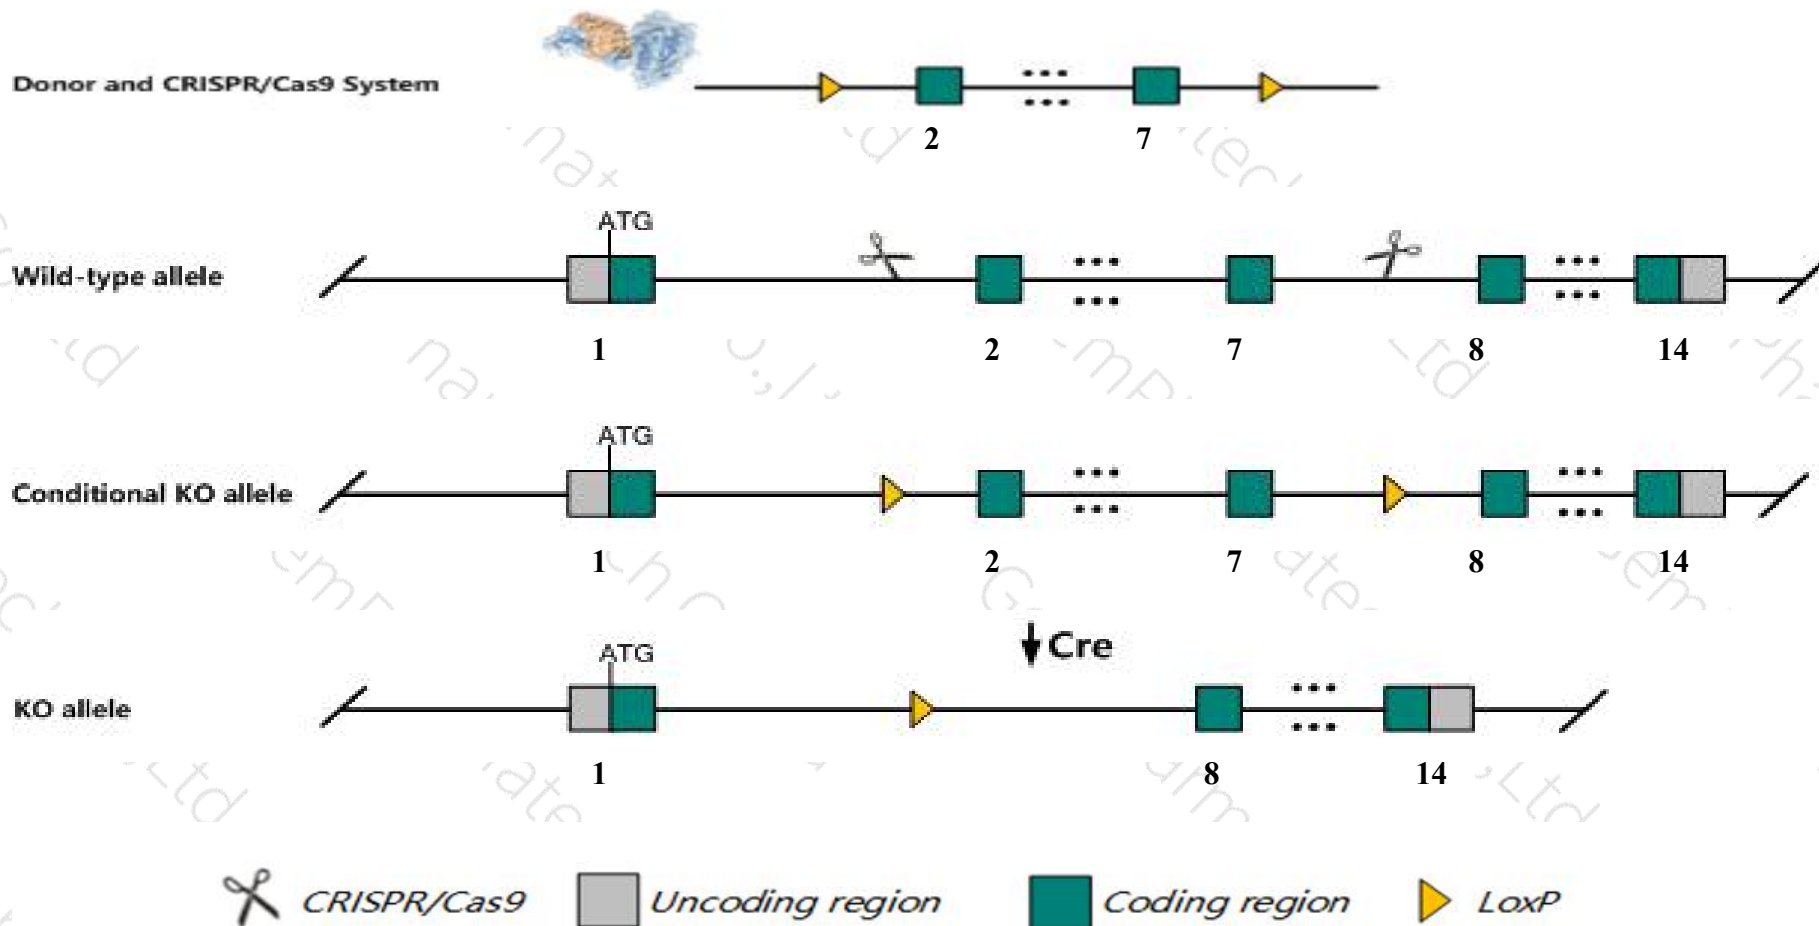 Donor and CRISPR/Cas9 System
2 7
ATG
Wild-type allele
1 2 7 8 14
ATG
Conditional KO allele
1 2 7 8 14
Cre
ATG
KO allele
1 8 14
CRISPR/Cas9 Uncoding region Coding region LoxP